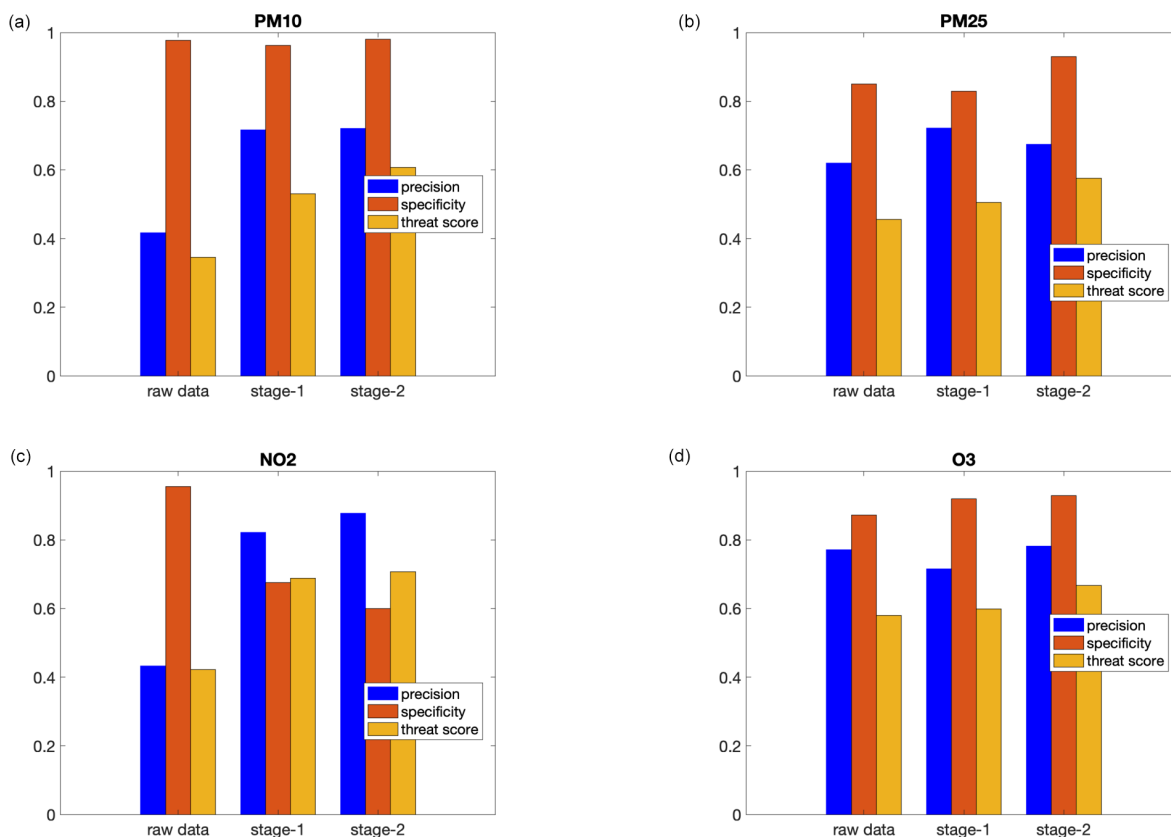 (a)
PM10
1
0.8
0.6
0.4
0.2
0
precision
specificity
threat score
raw data stage-1 stage-2
(b)
PM25
1
0.8
0.6
0.4
0.2
0
precision
specificity
threat score
raw data stage-1 stage-2
(c)
NO2
1
0.8
0.6
0.4
0.2
0
precision
specificity
threat score
raw data stage-1 stage-2
(d)
O3
1
0.8
0.6
0.4
0.2
0
precision
specificity
threat score
raw data stage-1 stage-2